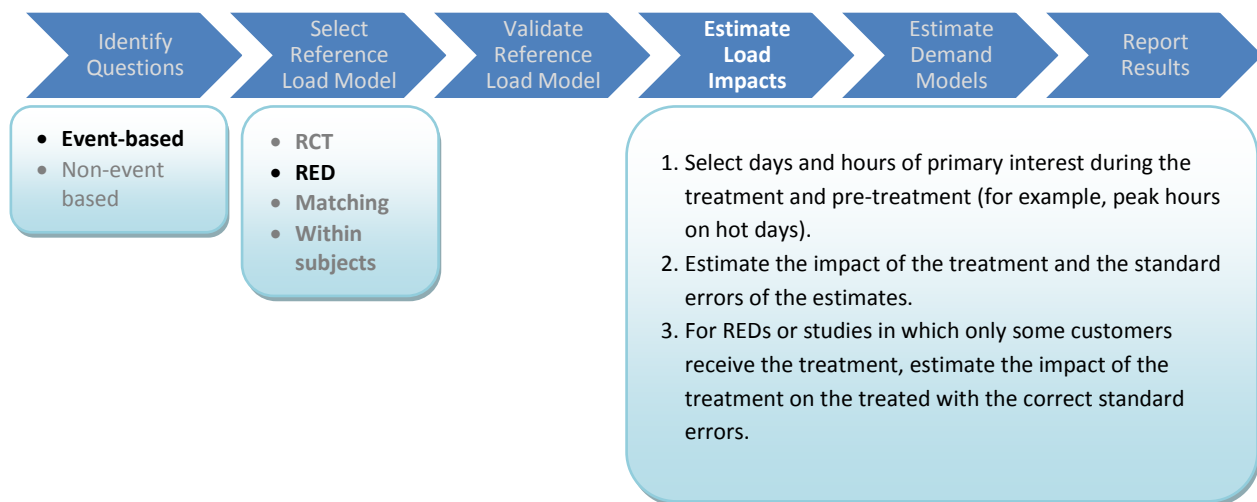 Identify
Questions
Select
Reference
Load Model
Validate
Reference
Load Model
Estimate
Load
Impacts
Estimate
Demand
Models
Report
Results
• Event-based
• Non-event
based
• RCT
• RED
• Matching
• Within
subjects
1. Select days and hours of primary interest during the
treatment and pre-treatment (for example, peak hours
on hot days).
2. Estimate the impact of the treatment and the standard
errors of the estimates.
3. For REDs or studies in which only some customers
receive the treatment, estimate the impact of the
treatment on the treated with the correct standard
errors.